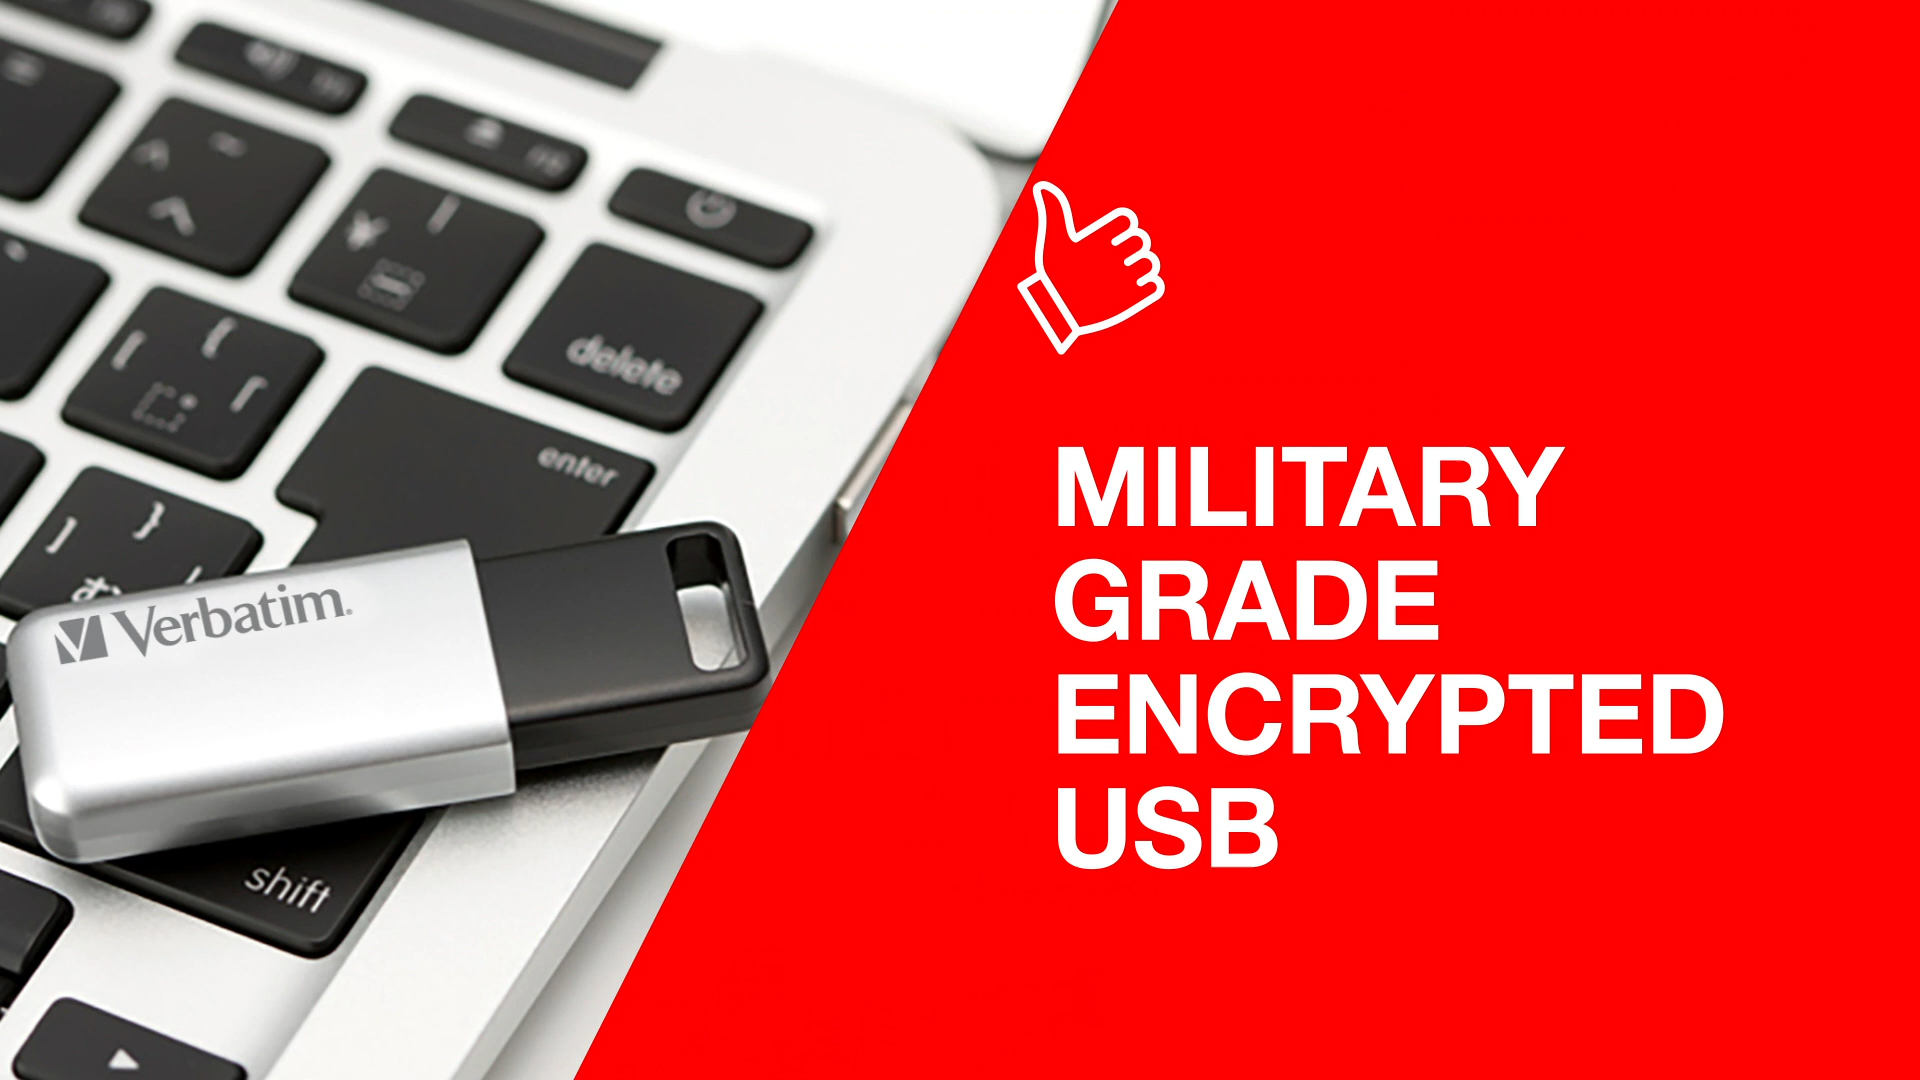 delete
enter
Verbatim.
shift
MILITARY
GRADE
ENCRYPTED
USB